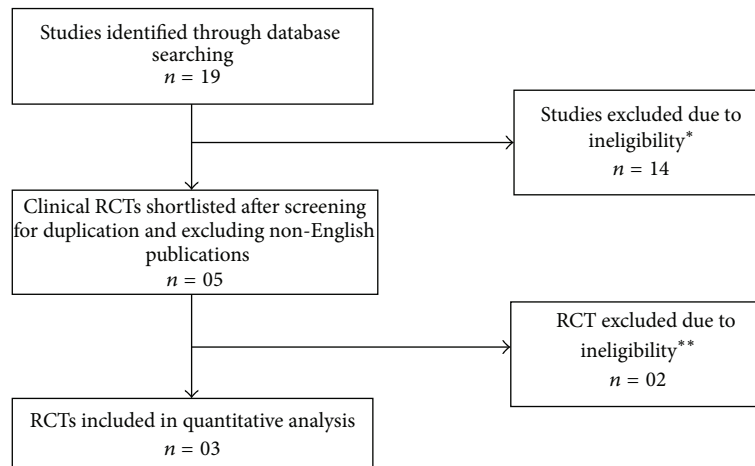 Studies identified through database
searching
n = 19
Studies excluded due to
ineligibility*
n = 14
Clinical RCTs shortlisted after screening
for duplication and excluding non-English
publications
n = 05
RCT excluded due to
ineligibility**
n = 02
RCTs included in quantitative analysis
n = 03